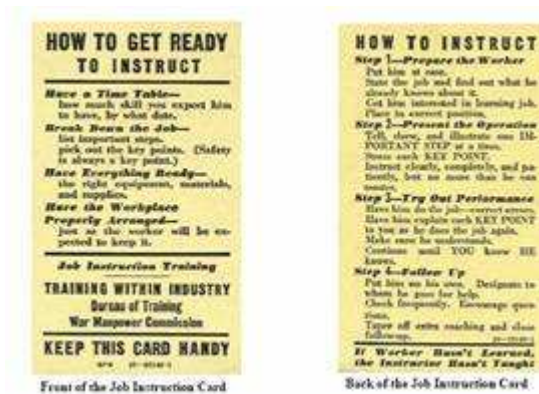 HOW TO GET READY
TO INSTRUCT
Have a Time Table—
how much skill you expect him
to have, by what date.
Break Down the Job—
list important steps.
pick out the key points. (Safety
is always a key point.)
Have Everything Ready—
the right equipment, materials,
and supplies.
Have the Workplace
Properly Arranged—
just as the worker will be ex-
pected to keep it.
Job Instruction Training
TRAINING WITHIN INDUSTRY
Bureau of Training
War Manpower Commission
KEEP THIS CARD HANDY
Front of the Job Instruction Card
HOW TO INSTRUCT
Step 1—Prepare the Worker
Put him at ease.
State the job and find out what he
already knows about it.
Get him interested in learning job.
Place in correct position.
Step 2—Present the Operation
Tell, show, and illustrate one IM-
PORTANT STEP at a time.
Stress each KEY POINT.
Instruct clearly, completely, and pa-
tiently, but no more than he can
master.
Step 3—Try Out Performance
Have him do the job—correct errors.
Have him explain each KEY POINT
to you as he does the job again.
Make sure he understands.
Continue until YOU know HE
knows.
Step 4—Follow Up
Put him on his own. Designate to
whom he goes for help.
Check frequently. Encourage ques-
tions.
Taper off extra coaching and close
follow-up.
If Worker Hasn't Learned,
the Instructor Hasn't Taught
Back of the Job Instruction Card